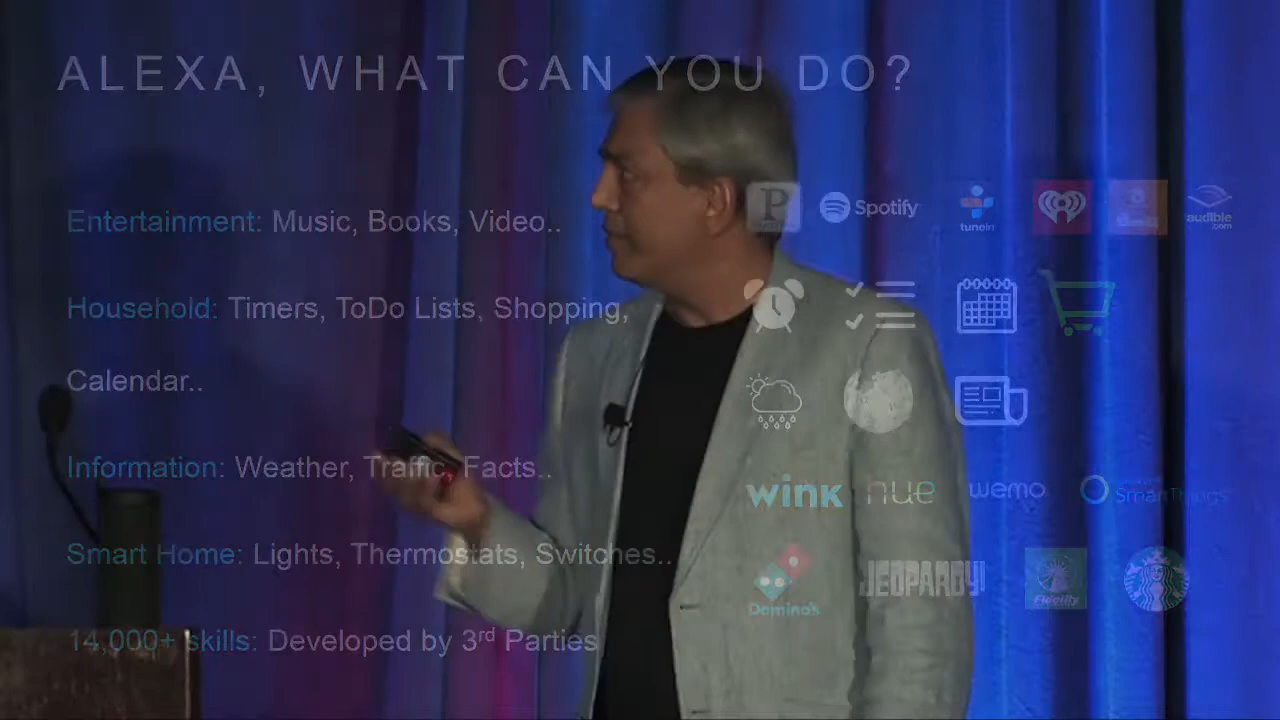 ALEXA, WHAT CAN YOU DO?
Entertainment: Music, Books, Video..
P Spotify tunein audible.com
Household: Timers, ToDo Lists, Shopping,
Calendar..
Information: Weather, Traffic, Facts..
wink hue wemo SmartThings
Smart Home: Lights, Thermostats, Switches..
Domino's JEOPARDY! Fidelity
14,000+ skills: Developed by 3rd Parties